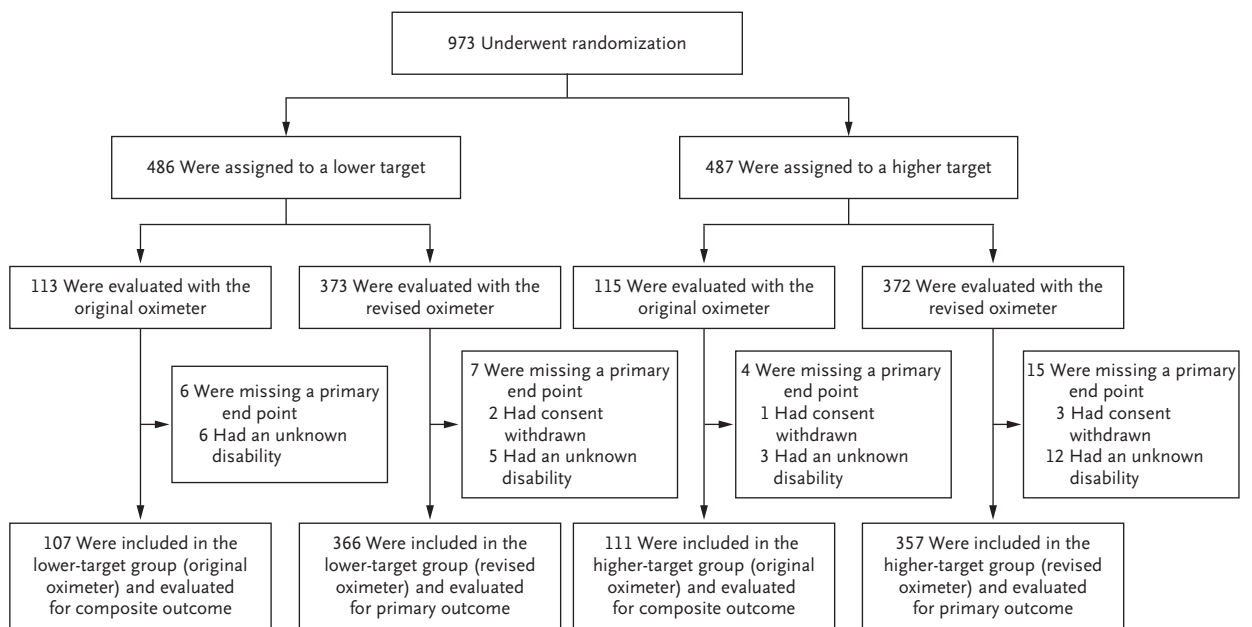 973 Underwent randomization
486 Were assigned to a lower target
487 Were assigned to a higher target
113 Were evaluated with the
original oximeter
373 Were evaluated with the
revised oximeter
115 Were evaluated with the
original oximeter
372 Were evaluated with the
revised oximeter
6 Were missing a primary
end point
6 Had an unknown
disability
7 Were missing a primary
end point
2 Had consent
withdrawn
5 Had an unknown
disability
4 Were missing a primary
end point
1 Had consent
withdrawn
3 Had an unknown
disability
15 Were missing a primary
end point
3 Had consent
withdrawn
12 Had an unknown
disability
107 Were included in the
lower-target group (original
oximeter) and evaluated
for composite outcome
366 Were included in the
lower-target group (revised
oximeter) and evaluated
for primary outcome
111 Were included in the
higher-target group (original
oximeter) and evaluated
for composite outcome
357 Were included in the
higher-target group (revised
oximeter) and evaluated
for primary outcome